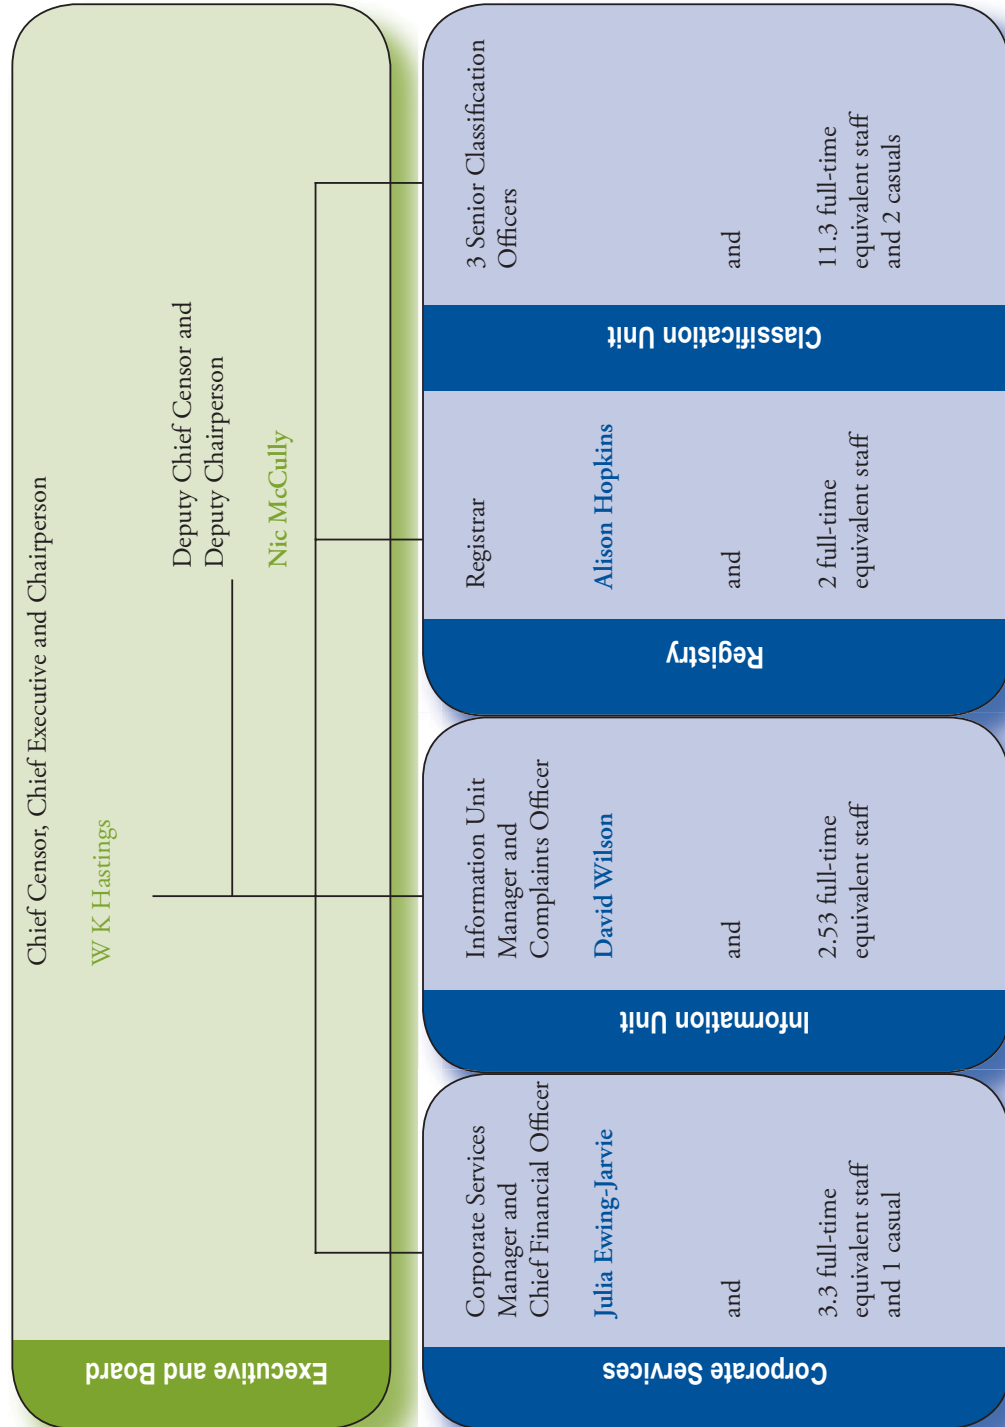 Executive and Board
Chief Censor, Chief Executive and Chairperson
W K Hastings
Deputy Chief Censor and
Deputy Chairperson
Nic McCully
Corporate Services
Corporate Services
Manager and
Chief Financial Officer
Julia Ewing-Jarvie
and
3.3 full-time
equivalent staff
and 1 casual
Information Unit
Information Unit
Manager and
Complaints Officer
David Wilson
and
2.53 full-time
equivalent staff
Registry
Registrar
Alison Hopkins
and
2 full-time
equivalent staff
Classification Unit
3 Senior Classification
Officers
and
11.3 full-time
equivalent staff
and 2 casuals